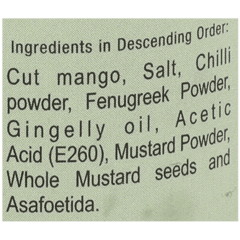 Ingredients in Descending Order:
Cut mango, Salt, Chilli
powder, Fenugreek Powder,
Gingelly oil, Acetic
Acid (E260), Mustard Powder,
Whole Mustard seeds and
Asafoetida.